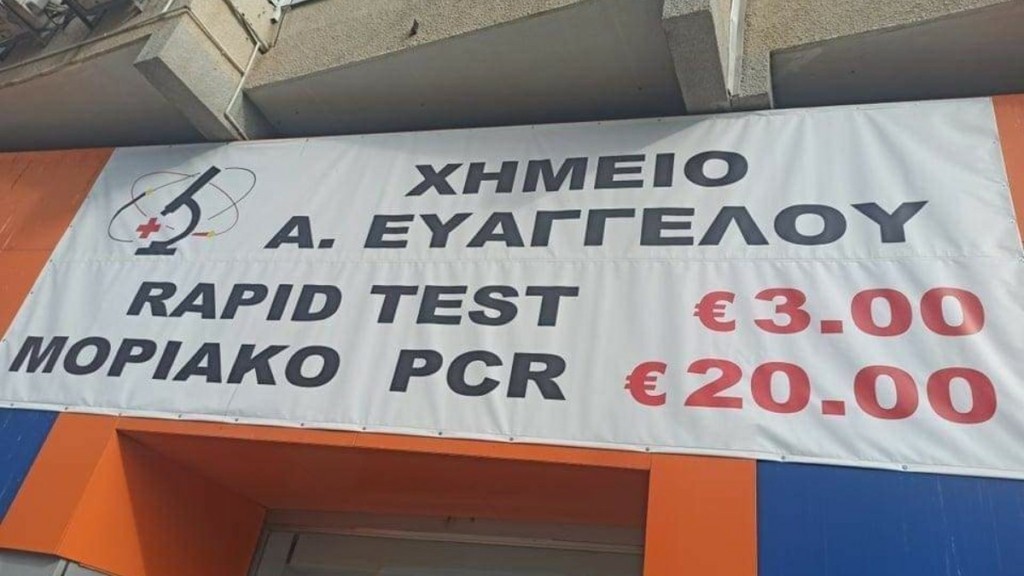 ΧΗΜΕΙΟ
Α. ΕΥΑΓΓΕΛΟΥ
RAPID TEST €3.00
ΜΟΡΙΑΚΟ PCR €20.00